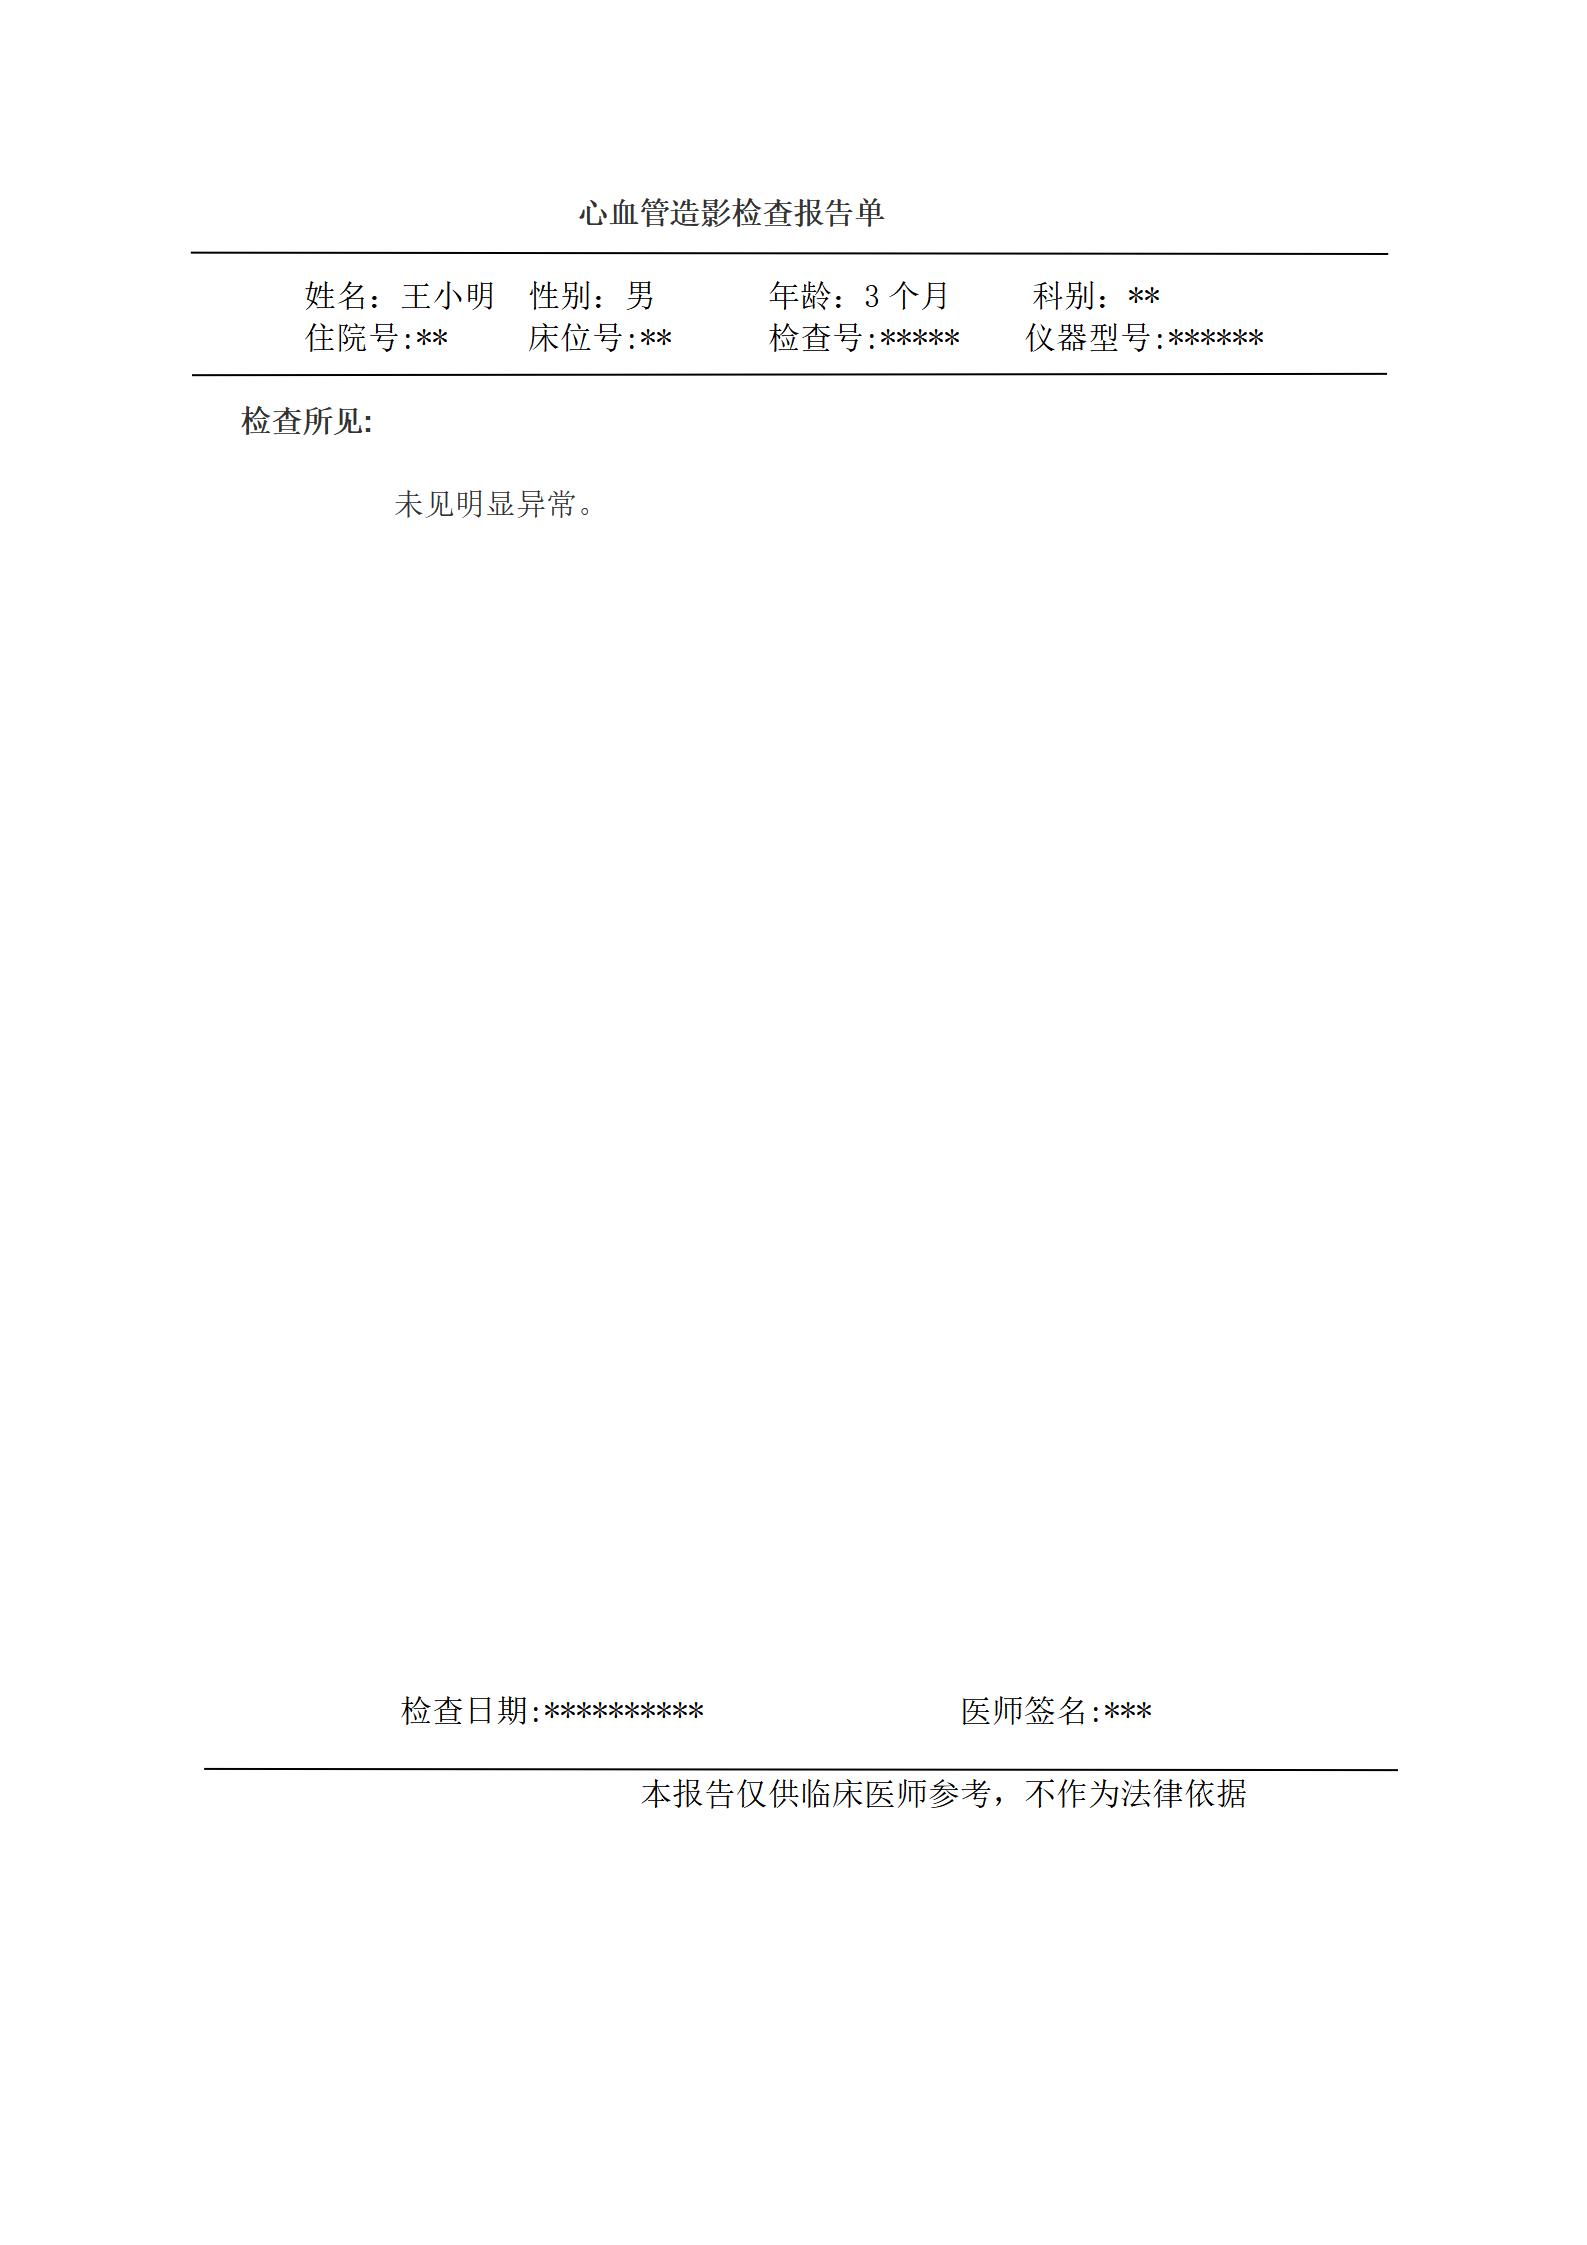 心血管造影检查报告单
姓名：王小明 性别：男 年龄：3 个月 科别：**
住院号:** 床位号:** 检查号:***** 仪器型号:******
检查所见:
未见明显异常。
检查日期:********** 医师签名:***
本报告仅供临床医师参考，不作为法律依据